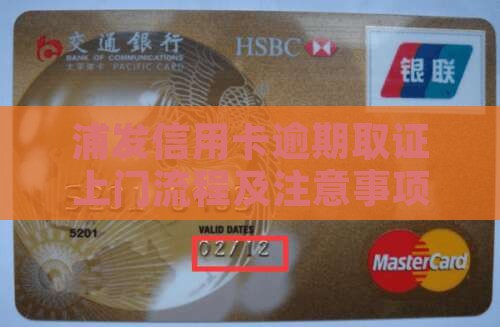 交通銀行 HSBC
BANK OF COMMUNICATIONS
太平洋卡 PACIFIC CARD
银联
浦发信用卡逾期取证
上门流程及注意事项
5201
5201
VALID DATES
02/12
MasterCard